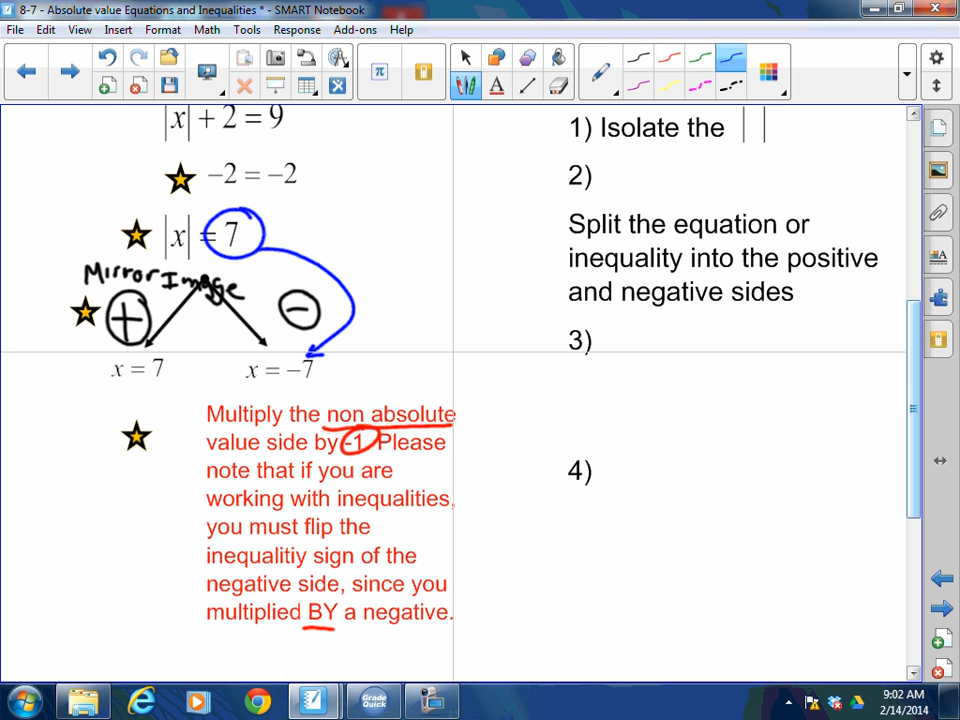 8-7 - Absolute value Equations and Inequalities * - SMART Notebook
File Edit View Insert Format Math Tools Response Add-ons Help
|x| + 2 = 9
-2 = -2
|x| = 7
Mirror Image
+ −
x = 7 x = -7
Multiply the non absolute
value side by -1. Please
note that if you are
working with inequalities,
you must flip the
inequalitiy sign of the
negative side, since you
multiplied BY a negative.
1) Isolate the | |
2)
Split the equation or
inequality into the positive
and negative sides
3)
4)
Grade
Quick
9:02 AM
2/14/2014